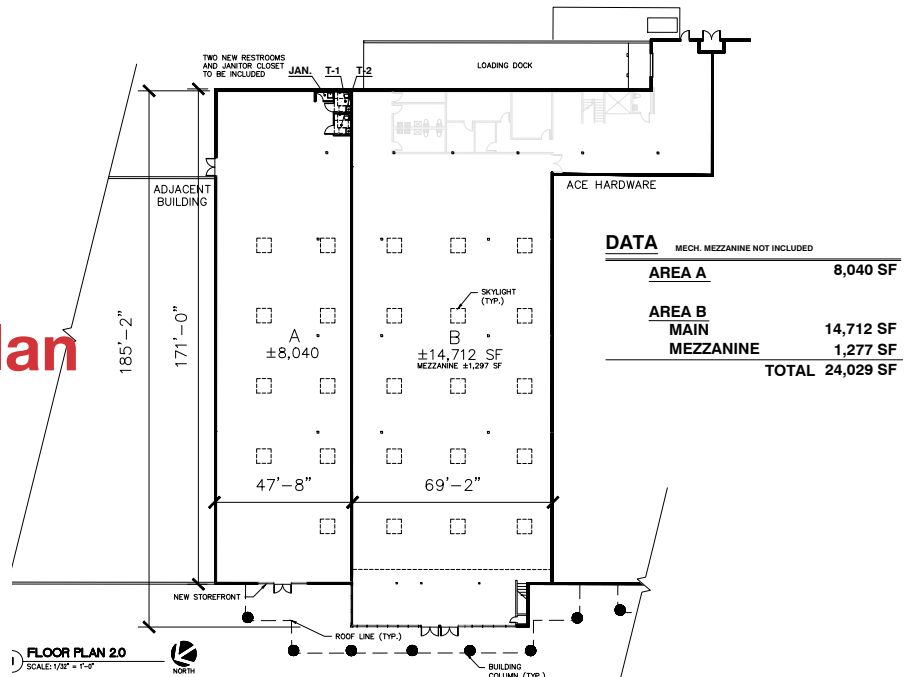 TWO NEW RESTROOMS
AND JANITOR CLOSET
TO BE INCLUDED
JAN. T-1 T-2
LOADING DOCK
ADJACENT
BUILDING
ACE HARDWARE
DATA MECH. MEZZANINE NOT INCLUDED
AREA A 8,040 SF
AREA B
MAIN 14,712 SF
MEZZANINE 1,277 SF
TOTAL 24,029 SF
SKYLIGHT
(TYP.)
lan
185'-2"
171'-0"
A
±8,040
B
±14,712 SF
MEZZANINE ±1,297 SF
47'-8"
69'-2"
NEW STOREFRONT
ROOF LINE (TYP.)
BUILDING
COLUMN (TYP.)
FLOOR PLAN 2.0
SCALE: 1/32" = 1'-0"
NORTH